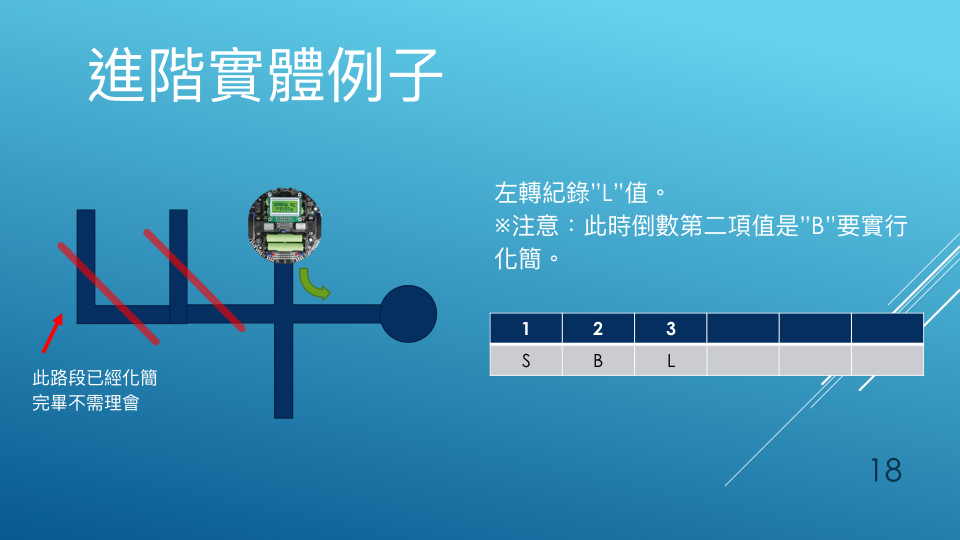 進階實體例子
左轉紀錄”L”值。
※注意：此時倒數第二項值是”B”要實行
化簡。
1 2 3
S B L
此路段已經化簡
完畢不需理會
18